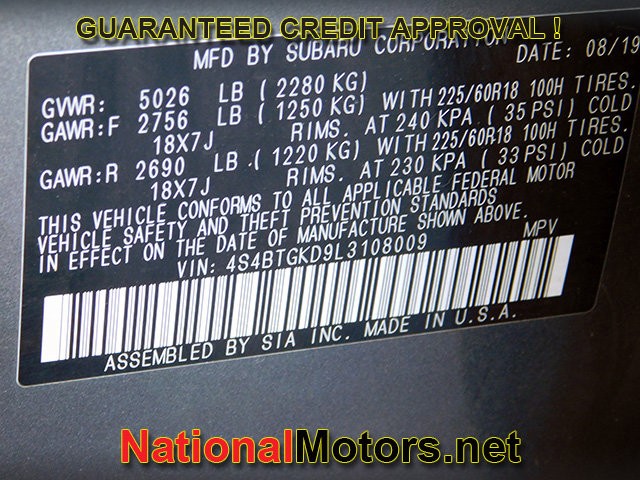 GUARANTEED CREDIT APPROVAL !
MFD BY SUBARU CORPORATION DATE: 08/19
GVWR: 5026 LB ( 2280 KG)
GAWR:F 2756 LB ( 1250 KG) WITH 225/60R18 100H TIRES.
18X7J RIMS. AT 240 KPA ( 35 PSI) COLD
GAWR:R 2690 LB ( 1220 KG) WITH 225/60R18 100H TIRES.
18X7J RIMS. AT 230 KPA ( 33 PSI) COLD
THIS VEHICLE CONFORMS TO ALL APPLICABLE FEDERAL MOTOR
VEHICLE SAFETY AND THEFT PREVENTION STANDARDS
IN EFFECT ON THE DATE OF MANUFACTURE SHOWN ABOVE.
VIN: 4S4BTGKD9L3108009 MPV
ASSEMBLED BY SIA INC. MADE IN U.S.A.
NationalMotors.net